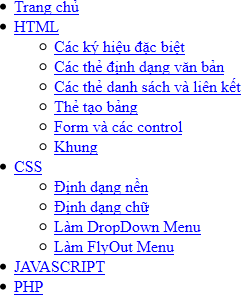 Trang chủ
HTML
Các ký hiệu đặc biệt
Các thẻ định dạng văn bản
Các thẻ danh sách và liên kết
Thẻ tạo bảng
Form và các control
Khung
CSS
Định dạng nền
Định dạng chữ
Làm DropDown Menu
Làm FlyOut Menu
JAVASCRIPT
PHP